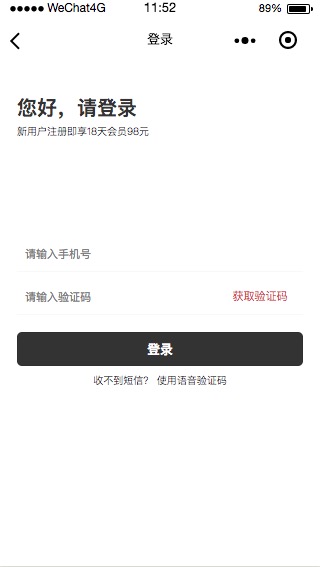 WeChat4G 11:52 89%
登录
您好，请登录
新用户注册即享18天会员98元
请输入手机号
请输入验证码 获取验证码
登录
收不到短信？ 使用语音验证码